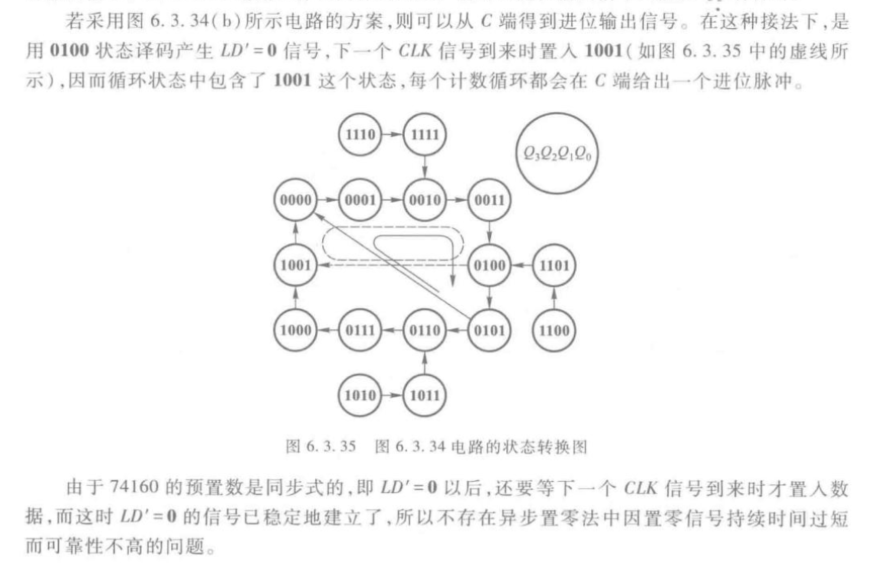 若采用图 6.3.34(b)所示电路的方案,则可以从 C 端得到进位输出信号。在这种接法下,是
用 0100 状态译码产生 LD′=0 信号,下一个 CLK 信号到来时置入 1001(如图 6.3.35 中的虚线所
示),因而循环状态中包含了 1001 这个状态,每个计数循环都会在 C 端给出一个进位脉冲。
1110 1111
Q₃Q₂Q₁Q₀
0000 0001 0010 0011
1001 0100 1101
1000 0111 0110 0101 1100
1010 1011
图 6.3.35 图 6.3.34 电路的状态转换图
由于 74160 的预置数是同步式的,即 LD′=0 以后,还要等下一个 CLK 信号到来时才置入数
据,而这时 LD′=0 的信号已稳定地建立了,所以不存在异步置零法中因置零信号持续时间过短
而可靠性不高的问题。